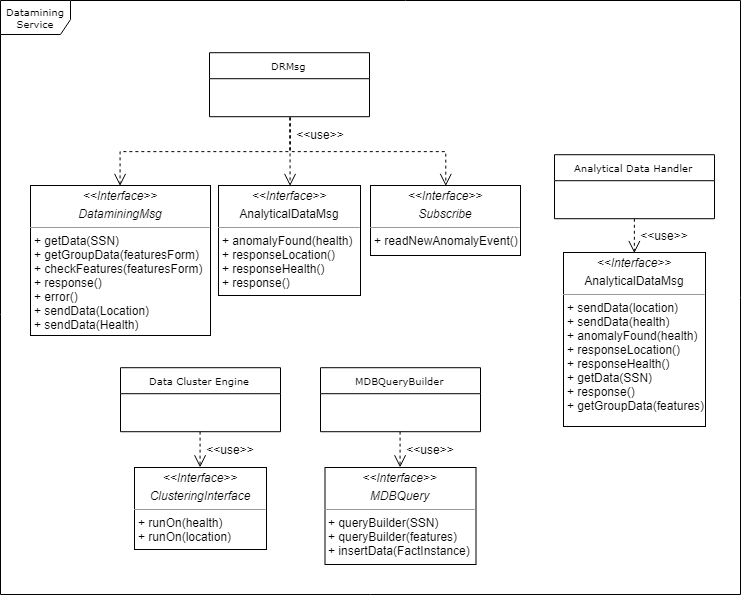 Datamining
Service
DRMsg
<<use>>
<<Interface>>
DataminingMsg
+ getData(SSN)
+ getGroupData(featuresForm)
+ checkFeatures(featuresForm)
+ response()
+ error()
+ sendData(Location)
+ sendData(Health)
<<Interface>>
AnalyticalDataMsg
+ anomalyFound(health)
+ responseLocation()
+ responseHealth()
+ response()
<<Interface>>
Subscribe
+ readNewAnomalyEvent()
Analytical Data Handler
<<use>>
<<Interface>>
AnalyticalDataMsg
+ sendData(location)
+ sendData(health)
+ anomalyFound(health)
+ responseLocation()
+ responseHealth()
+ getData(SSN)
+ response()
+ getGroupData(features)
Data Cluster Engine
<<use>>
<<Interface>>
ClusteringInterface
+ runOn(health)
+ runOn(location)
MDBQueryBuilder
<<use>>
<<Interface>>
MDBQuery
+ queryBuilder(SSN)
+ queryBuilder(features)
+ insertData(FactInstance)